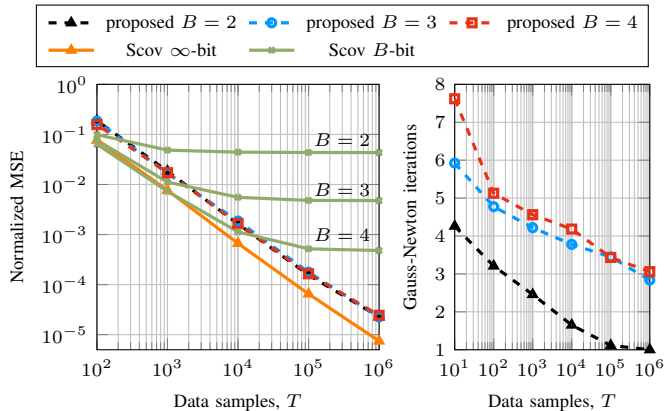 proposed B = 2 proposed B = 3 proposed B = 4
Scov ∞-bit Scov B-bit
Normalized MSE
10^0
10^−1
10^−2
10^−3
10^−4
10^−5
B = 2
B = 3
B = 4
10^2 10^3 10^4 10^5 10^6
Data samples, T
Gauss-Newton iterations
8
7
6
5
4
3
2
1
10^1 10^2 10^3 10^4 10^5 10^6
Data samples, T